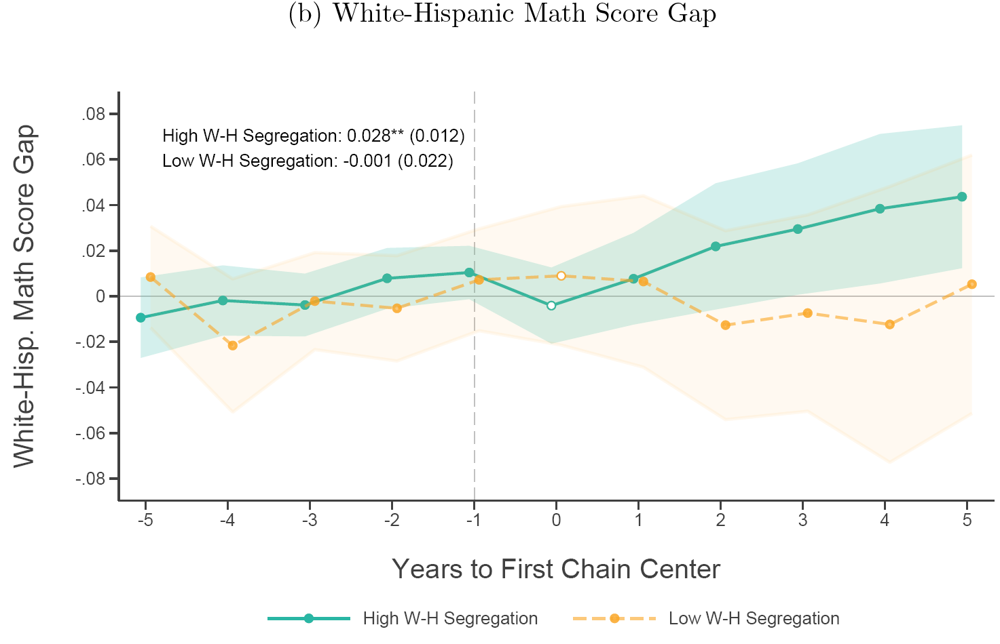 (b) White-Hispanic Math Score Gap
White-Hisp. Math Score Gap
.08
.06
.04
.02
0
-.02
-.04
-.06
-.08
High W-H Segregation: 0.028** (0.012)
Low W-H Segregation: -0.001 (0.022)
-5 -4 -3 -2 -1 0 1 2 3 4 5
Years to First Chain Center
High W-H Segregation Low W-H Segregation